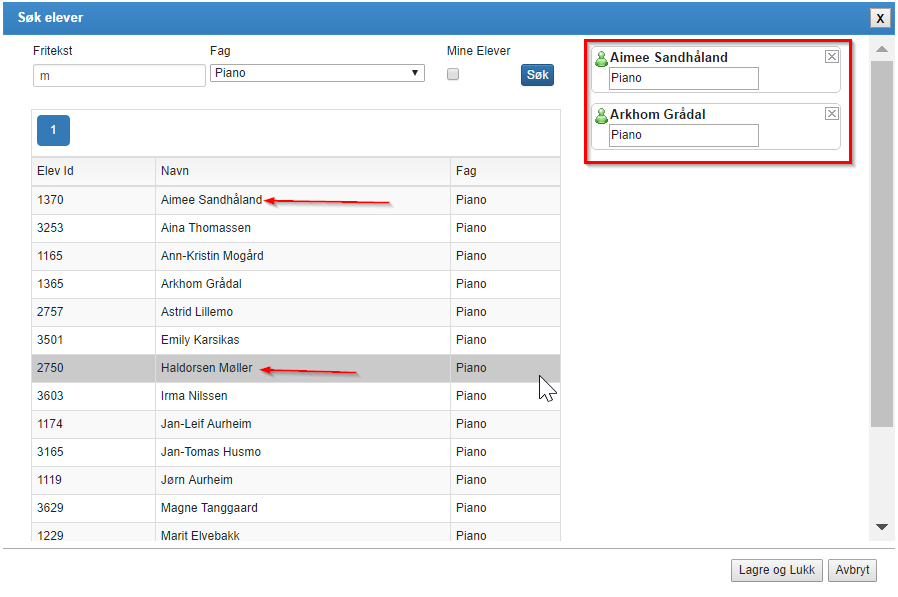 Søk elever X
Fritekst Fag Mine Elever
m Piano Søk
Aimee Sandhåland
Piano
Arkhom Grådal
Piano
1
Elev Id Navn Fag
1370 Aimee Sandhåland Piano
3253 Aina Thomassen Piano
1165 Ann-Kristin Mogård Piano
1365 Arkhom Grådal Piano
2757 Astrid Lillemo Piano
3501 Emily Karsikas Piano
2750 Haldorsen Møller Piano
3603 Irma Nilssen Piano
1174 Jan-Leif Aurheim Piano
3165 Jan-Tomas Husmo Piano
1119 Jørn Aurheim Piano
3629 Magne Tanggaard Piano
1229 Marit Elvebakk Piano
Lagre og Lukk Avbryt